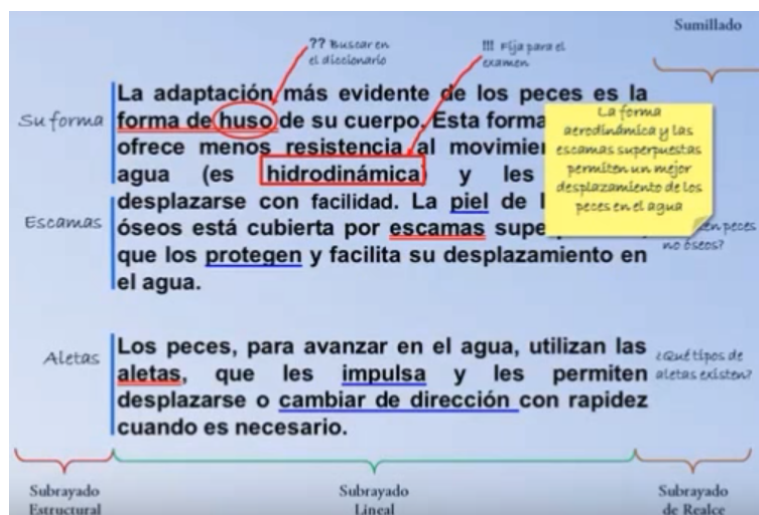 Sumillado
?? Buscar en
el diccionario
!!! Fija para el
examen
Su forma
La adaptación más evidente de los peces es la
forma de huso de su cuerpo. Esta forma
ofrece menos resistencia al
agua (es hidrodinámica) y les
desplazarse con facilidad. La piel de
óseos está cubierta por escamas
que los protegen y facilita su desplazamiento en
el agua.
La forma
aerodinámica y las
escamas superpuestas
permiten un mejor
desplazamiento de los
peces en el agua
Escamas
peces
no óseos?
Aletas
Los peces, para avanzar en el agua, utilizan las
aletas, que les impulsa y les permiten
desplazarse o cambiar de dirección con rapidez
cuando es necesario.
¿Qué tipos de
aletas existen?
Subrayado
Estructural
Subrayado
Lineal
Subrayado
de Realce